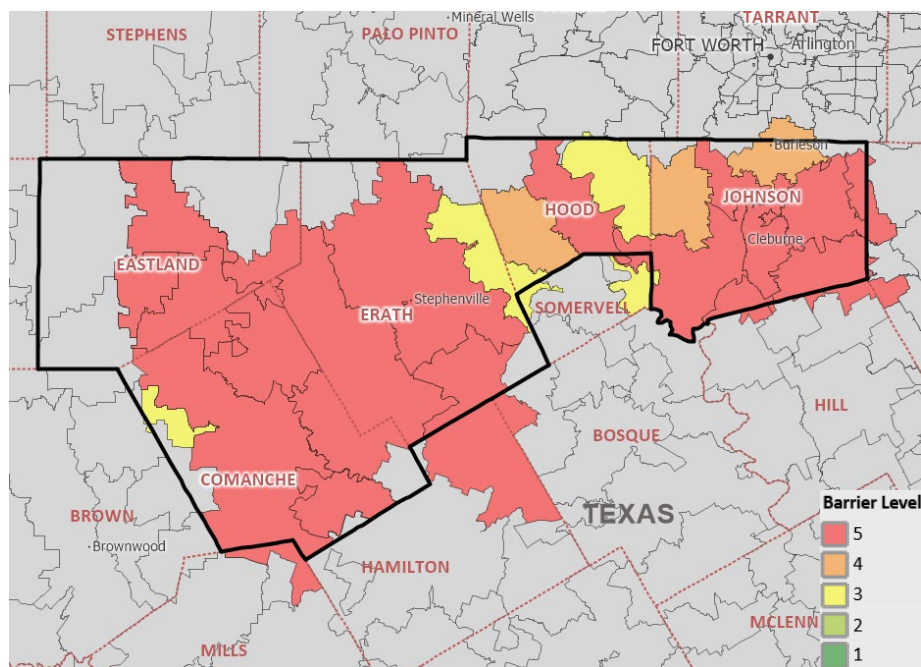 TARRANT
STEPHENS
PALO PINTO
Mineral Wells
FORT WORTH
Arlington
Burleson
JOHNSON
HOOD
Cleburne
EASTLAND
Stephenville
ERATH
SOMERVELL
HILL
BOSQUE
COMANCHE
BROWN
TEXAS
Brownwood
HAMILTON
MCLENN
MILLS
Barrier Level
5
4
3
2
1